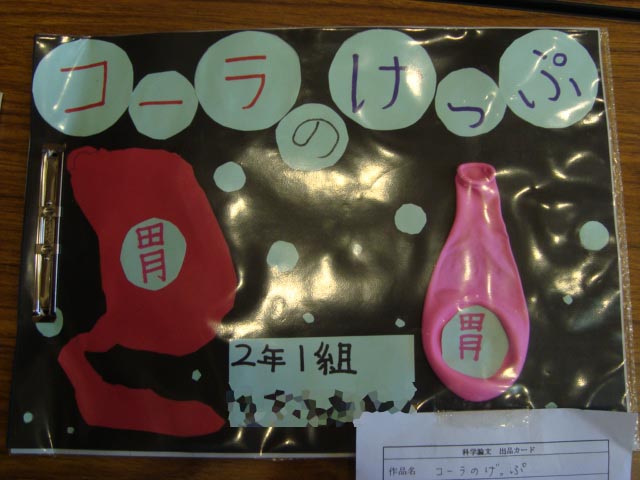 コーラのけっぷ
胃
胃
2年1組
科学論文 出品カード
作品名 コーラのげっぷ